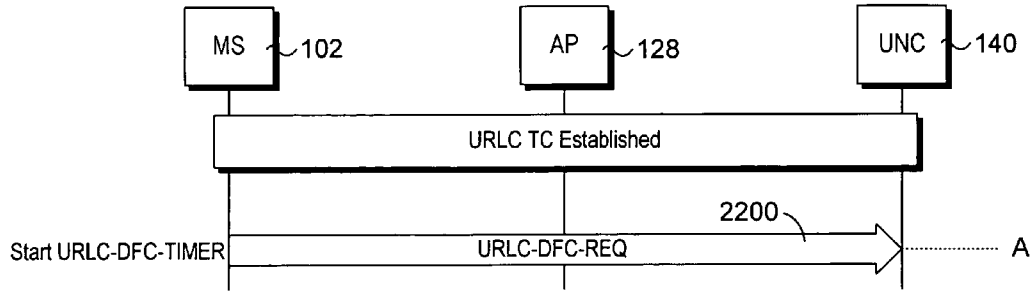 MS
102
AP
128
UNC
140
URLC TC Established
2200
Start URLC-DFC-TIMER
URLC-DFC-REQ
A